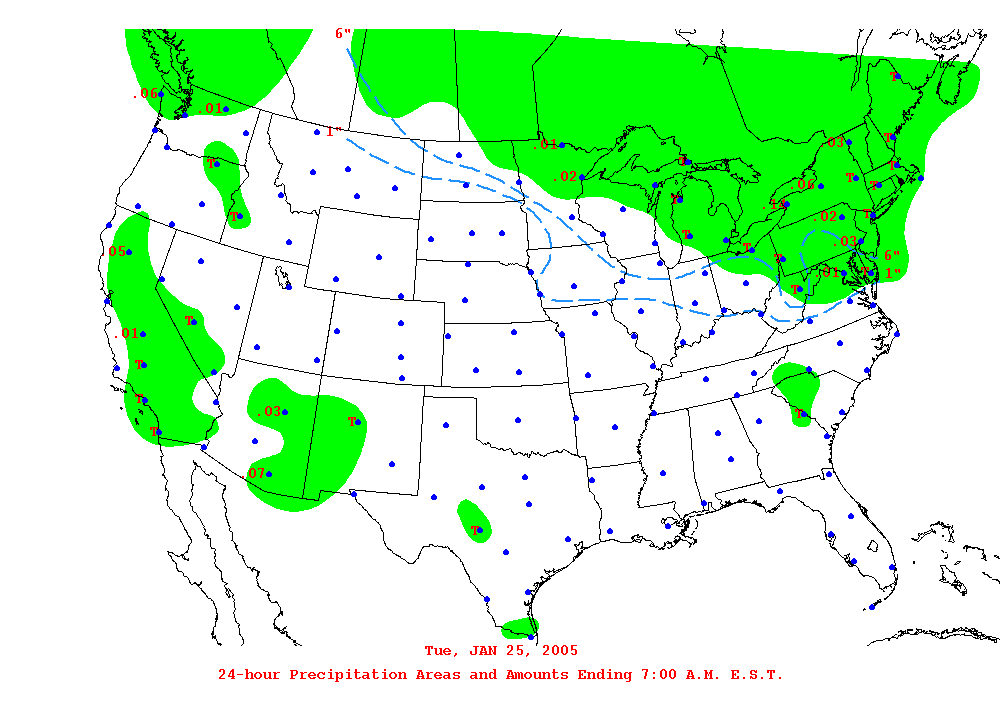 6"
T
.06
.01
1"
.03
.01
T
T
T
.02
T
T
.06
T
T
.14
T
.02
T
T
.03
.05
T
6"
T
.01
T
1"
T
T
.01
T
T
.03
T
T
T
.07
T
Tue, JAN 25, 2005
24-hour Precipitation Areas and Amounts Ending 7:00 A.M. E.S.T.